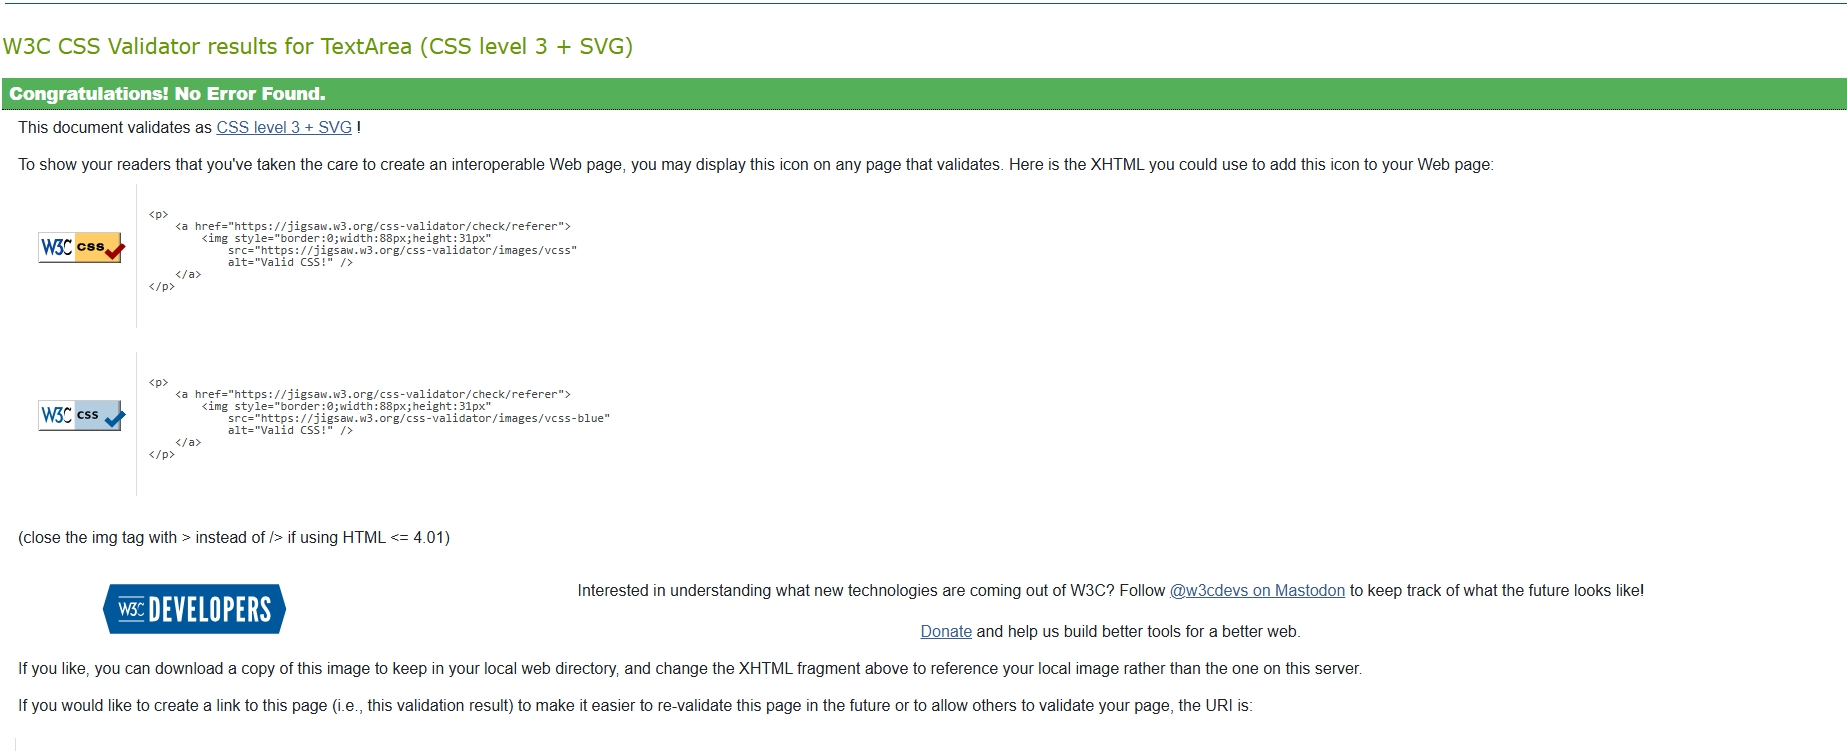 W3C CSS Validator results for TextArea (CSS level 3 + SVG)
Congratulations! No Error Found.
This document validates as CSS level 3 + SVG !
To show your readers that you've taken the care to create an interoperable Web page, you may display this icon on any page that validates. Here is the XHTML you could use to add this icon to your Web page:
W3C css
<p>
<a href="https://jigsaw.w3.org/css-validator/check/referer">
<img style="border:0;width:88px;height:31px"
src="https://jigsaw.w3.org/css-validator/images/vcss"
alt="Valid CSS!" />
</a>
</p>
W3C css
<p>
<a href="https://jigsaw.w3.org/css-validator/check/referer">
<img style="border:0;width:88px;height:31px"
src="https://jigsaw.w3.org/css-validator/images/vcss-blue"
alt="Valid CSS!" />
</a>
</p>
(close the img tag with > instead of /> if using HTML <= 4.01)
W3C DEVELOPERS
Interested in understanding what new technologies are coming out of W3C? Follow @w3cdevs on Mastodon to keep track of what the future looks like!
Donate and help us build better tools for a better web.
If you like, you can download a copy of this image to keep in your local web directory, and change the XHTML fragment above to reference your local image rather than the one on this server.
If you would like to create a link to this page (i.e., this validation result) to make it easier to re-validate this page in the future or to allow others to validate your page, the URI is: